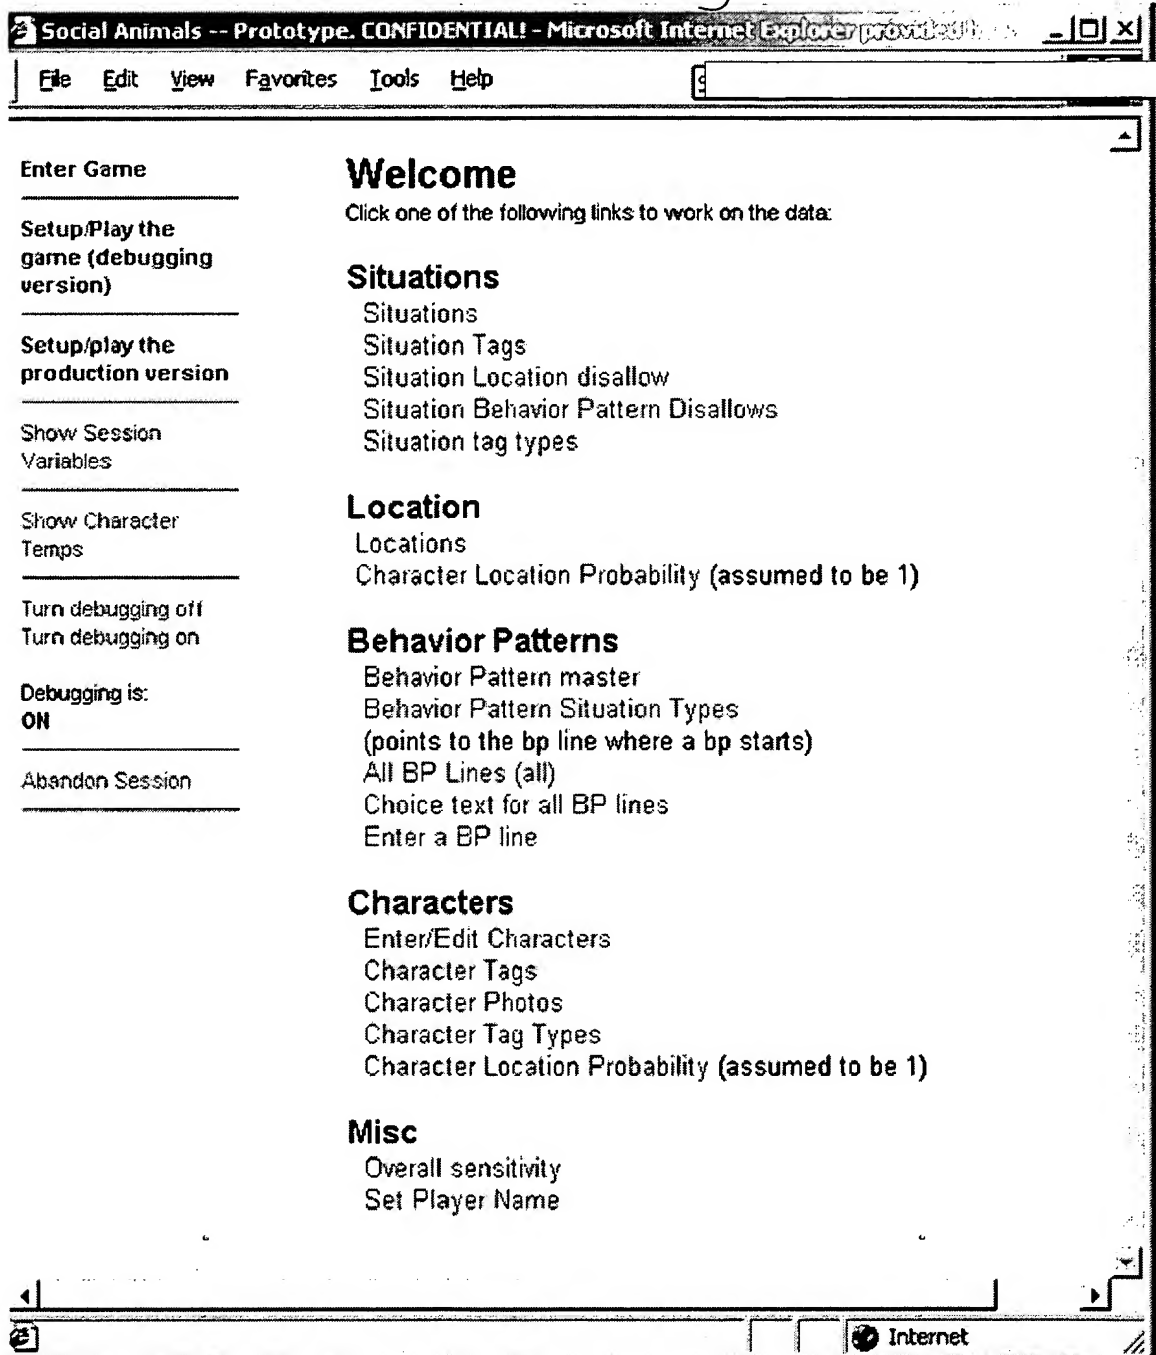 Social Animals -- Prototype. CONFIDENTIAL! - Microsoft Internet Explorer provided
File Edit View Favorites Tools Help
Enter Game
Setup/Play the
game (debugging
version)
Setup/play the
production version
Show Session
Variables
Show Character
Temps
Turn debugging off
Turn debugging on
Debugging is:
ON
Abandon Session
Welcome
Click one of the following links to work on the data:
Situations
Situations
Situation Tags
Situation Location disallow
Situation Behavior Pattern Disallows
Situation tag types
Location
Locations
Character Location Probability (assumed to be 1)
Behavior Patterns
Behavior Pattern master
Behavior Pattern Situation Types
(points to the bp line where a bp starts)
All BP Lines (all)
Choice text for all BP lines
Enter a BP line
Characters
Enter/Edit Characters
Character Tags
Character Photos
Character Tag Types
Character Location Probability (assumed to be 1)
Misc
Overall sensitivity
Set Player Name
Internet